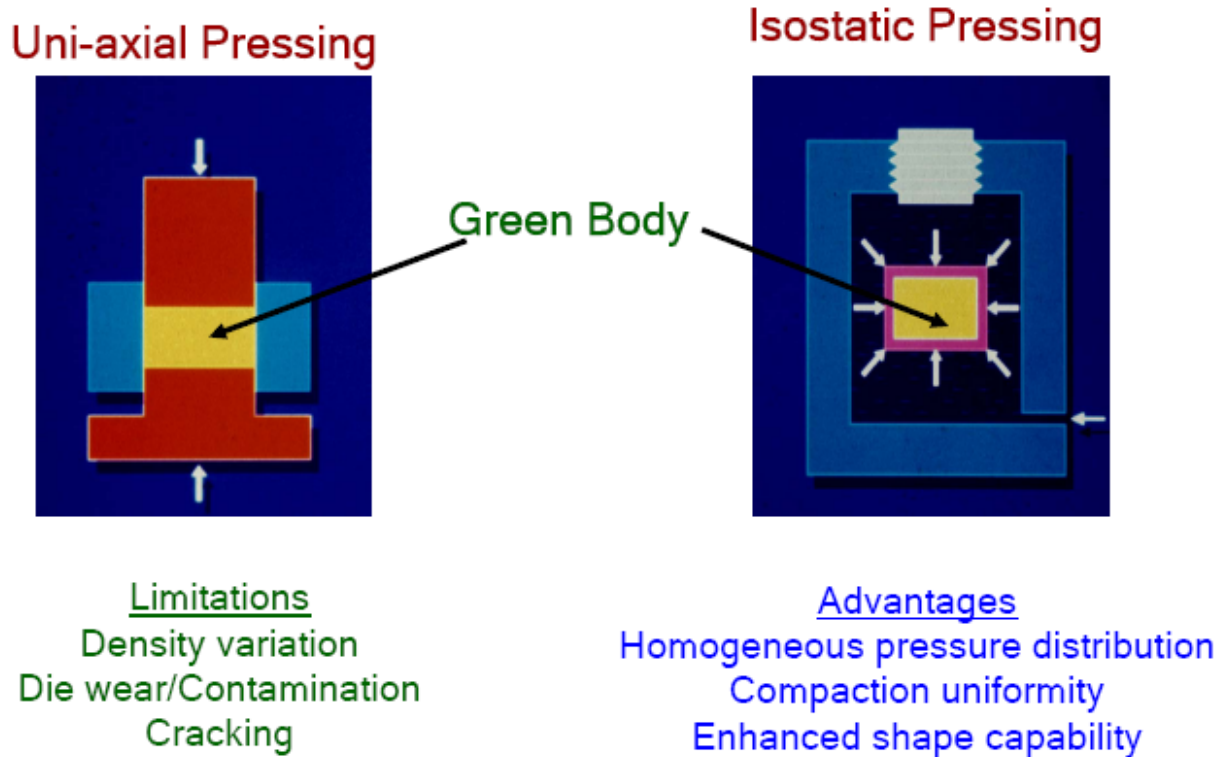 Uni-axial Pressing
Isostatic Pressing
Green Body
Limitations
Density variation
Die wear/Contamination
Cracking
Advantages
Homogeneous pressure distribution
Compaction uniformity
Enhanced shape capability